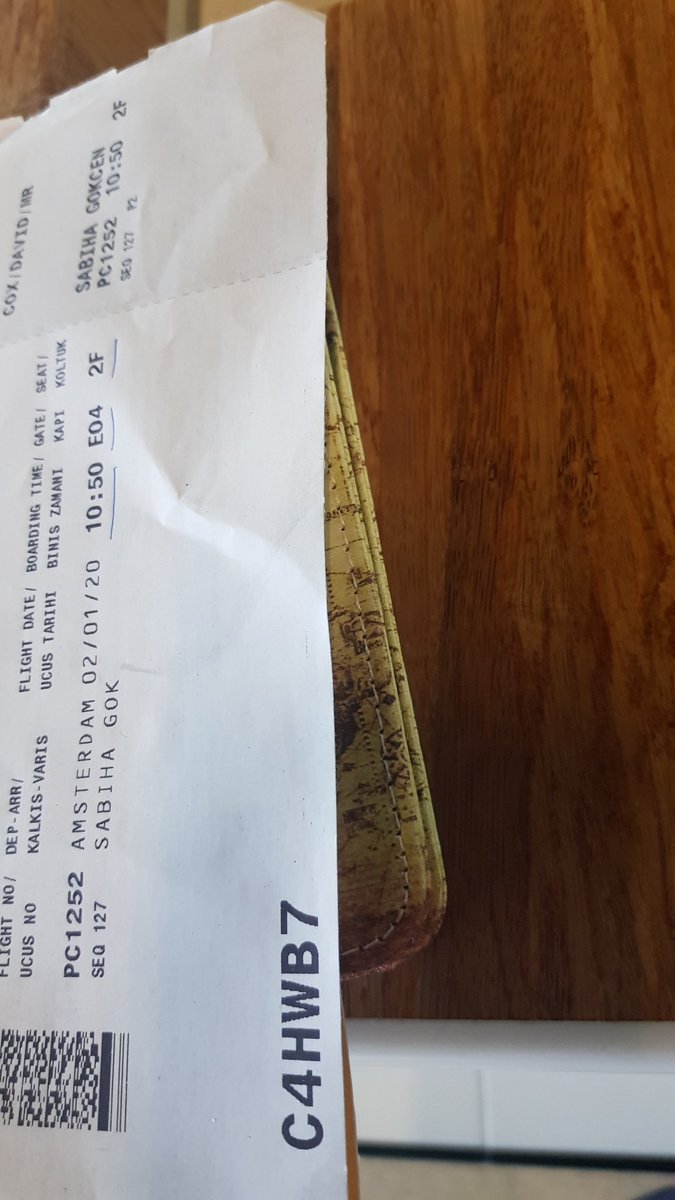 COX/DAVID/MR
SABIHA GOKCEN
PC1252 10:50 2F
SEQ 127 P2
FLIGHT NO/ DEP-ARR/ FLIGHT DATE/ BOARDING TIME/ GATE/ SEAT/
UCUS NO KALKIS-VARIS UCUS TARIHI BINIS ZAMANI KAPI KOLTUK
PC1252 AMSTERDAM 02/01/20 10:50 E04 2F
SEQ 127 SABIHA GOK
C4HWB7